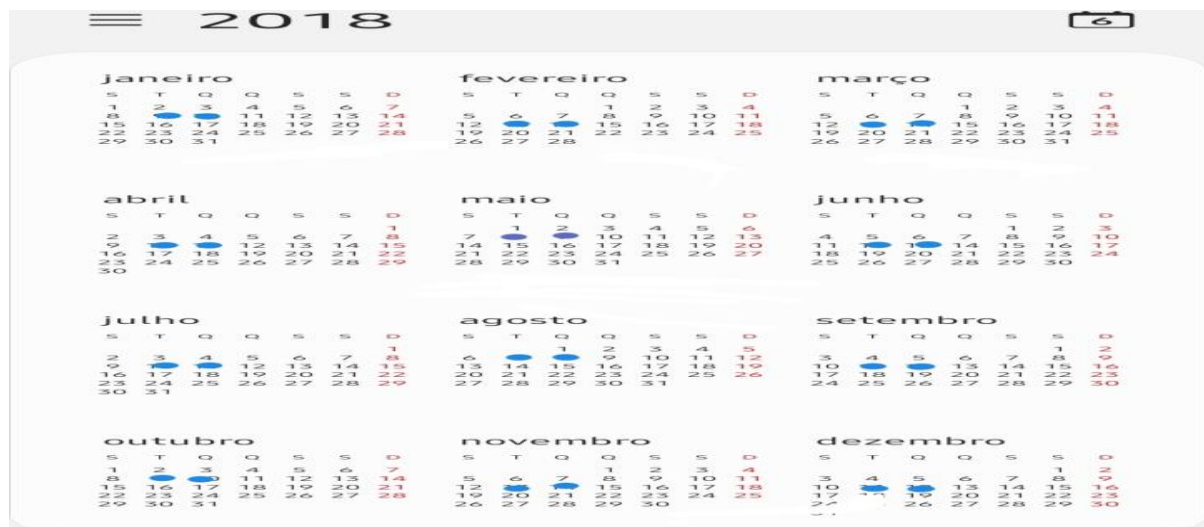 2018
6
janeiro
S T Q Q S S D
1 2 3 4 5 6 7
8 11 12 13 14
15 16 17 18 19 20 21
22 23 24 25 26 27 28
29 30 31
fevereiro
S T Q Q S S D
1 2 3 4
5 6 7 8 9 10 11
12 15 16 17 18
19 20 21 22 23 24 25
26 27 28
março
S T Q Q S S D
1 2 3 4
5 6 7 8 9 10 11
12 15 16 17 18
19 20 21 22 23 24 25
26 27 28 29 30 31
abril
S T Q Q S S D
1
2 3 4 5 6 7 8
9 12 13 14 15
16 17 18 19 20 21 22
23 24 25 26 27 28 29
30
maio
S T Q Q S S D
1 2 3 4 5 6
7 10 11 12 13
14 15 16 17 18 19 20
21 22 23 24 25 26 27
28 29 30 31
junho
S T Q Q S S D
1 2 3
4 5 6 7 8 9 10
11 14 15 16 17
18 19 20 21 22 23 24
25 26 27 28 29 30
julho
S T Q Q S S D
1
2 3 4 5 6 7 8
9 12 13 14 15
16 17 18 19 20 21 22
23 24 25 26 27 28 29
30 31
agosto
S T Q Q S S D
1 2 3 4 5
6 9 10 11 12
13 14 15 16 17 18 19
20 21 22 23 24 25 26
27 28 29 30 31
setembro
S T Q Q S S D
1 2
3 4 5 6 7 8 9
10 13 14 15 16
17 18 19 20 21 22 23
24 25 26 27 28 29 30
outubro
S T Q Q S S D
1 2 3 4 5 6 7
8 11 12 13 14
15 16 17 18 19 20 21
22 23 24 25 26 27 28
29 30 31
novembro
S T Q Q S S D
1 2 3 4
5 6 7 8 9 10 11
12 15 16 17 18
19 20 21 22 23 24 25
26 27 28 29 30
dezembro
S T Q Q S S D
1 2
3 4 5 6 7 8 9
10 13 14 15 16
17 19 20 21 22 23
26 27 28 29 30